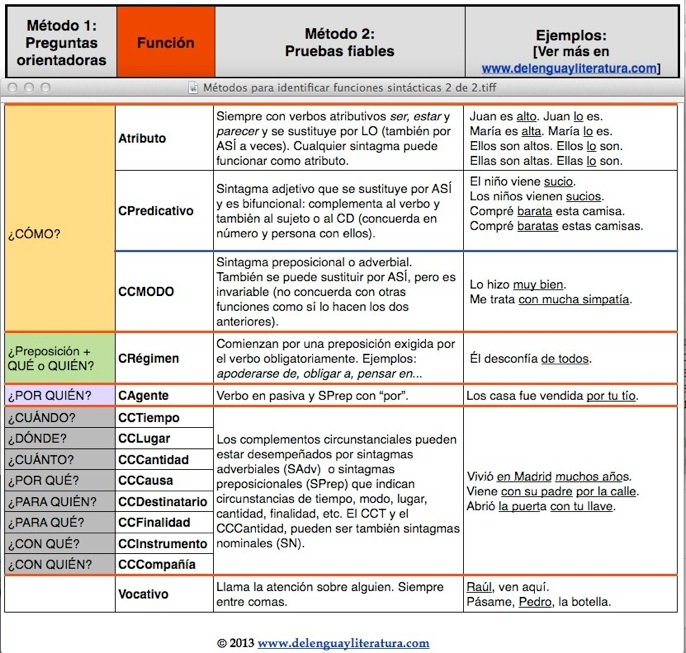 Método 1:
Preguntas
orientadoras
Función
Método 2:
Pruebas fiables
Ejemplos:
[Ver más en
www.delenguayliteratura.com]
Métodos para identificar funciones sintácticas 2 de 2.tiff
¿CÓMO?
Atributo
Siempre con verbos atributivos ser, estar y
parecer y se sustituye por LO (también por
ASÍ a veces). Cualquier sintagma puede
funcionar como atributo.
Juan es alto. Juan lo es.
María es alta. María lo es.
Ellos son altos. Ellos lo son.
Ellas son altas. Ellas lo son.
CPredicativo
Sintagma adjetivo que se sustituye por ASÍ
y es bifuncional: complementa al verbo y
también al sujeto o al CD (concuerda en
número y persona con ellos).
El niño viene sucio.
Los niños vienen sucios.
Compré barata esta camisa.
Compré baratas estas camisas.
CCMODO
Sintagma preposicional o adverbial.
También se puede sustituir por ASÍ, pero es
invariable (no concuerda con otras
funciones como sí lo hacen los dos
anteriores).
Lo hizo muy bien.
Me trata con mucha simpatía.
¿Preposición +
QUÉ o QUIÉN?
CRégimen
Comienzan por una preposición exigida por
el verbo obligatoriamente. Ejemplos:
apoderarse de, obligar a, pensar en...
Él desconfía de todos.
¿POR QUIÉN?
CAgente
Verbo en pasiva y SPrep con “por”.
Los casa fue vendida por tu tío.
¿CUÁNDO?
CCTiempo
¿DÓNDE?
CCLugar
¿CUÁNTO?
CCCantidad
¿POR QUÉ?
CCCausa
¿PARA QUIÉN?
CCDestinatario
¿PARA QUÉ?
CCFinalidad
¿CON QUÉ?
CCInstrumento
¿CON QUIÉN?
CCCompañía
Los complementos circunstanciales pueden
estar desempeñados por sintagmas
adverbiales (SAdv) o sintagmas
preposicionales (SPrep) que indican
circunstancias de tiempo, modo, lugar,
cantidad, finalidad, etc. El CCT y el
CCCantidad, pueden ser también sintagmas
nominales (SN).
Vivió en Madrid muchos años.
Viene con su padre por la calle.
Abrió la puerta con tu llave.
Vocativo
Llama la atención sobre alguien. Siempre
entre comas.
Raúl, ven aquí.
Pásame, Pedro, la botella.
© 2013 www.delenguayliteratura.com